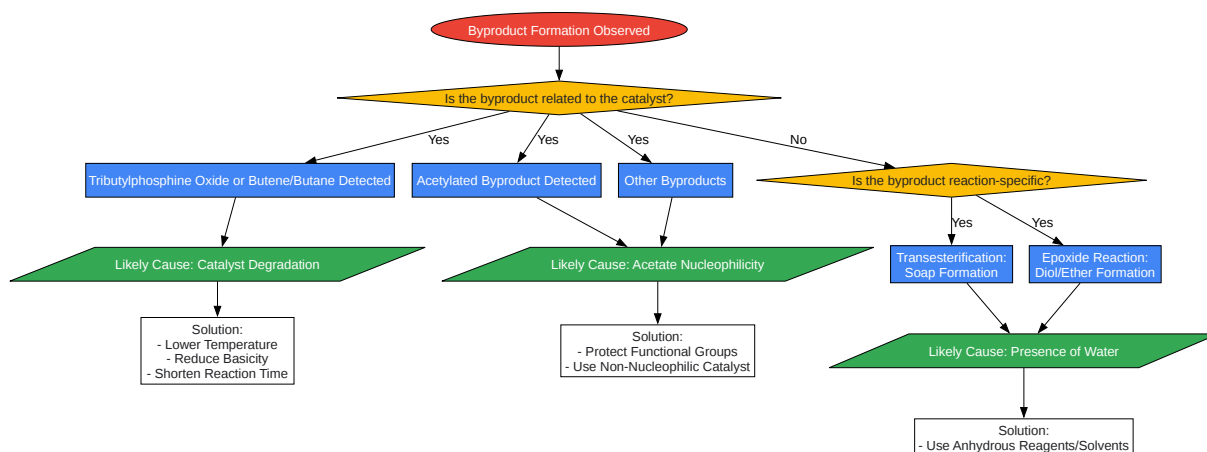 Byproduct Formation Observed
Is the byproduct related to the catalyst?
Yes
Yes
Yes
No
Tributylphosphine Oxide or Butene/Butane Detected
Acetylated Byproduct Detected
Other Byproducts
Is the byproduct reaction-specific?
Yes
Yes
Likely Cause: Catalyst Degradation
Likely Cause: Acetate Nucleophilicity
Transesterification:
Soap Formation
Epoxide Reaction:
Diol/Ether Formation
Solution:
- Lower Temperature
- Reduce Basicity
- Shorten Reaction Time
Solution:
- Protect Functional Groups
- Use Non-Nucleophilic Catalyst
Likely Cause: Presence of Water
Solution:
- Use Anhydrous Reagents/Solvents